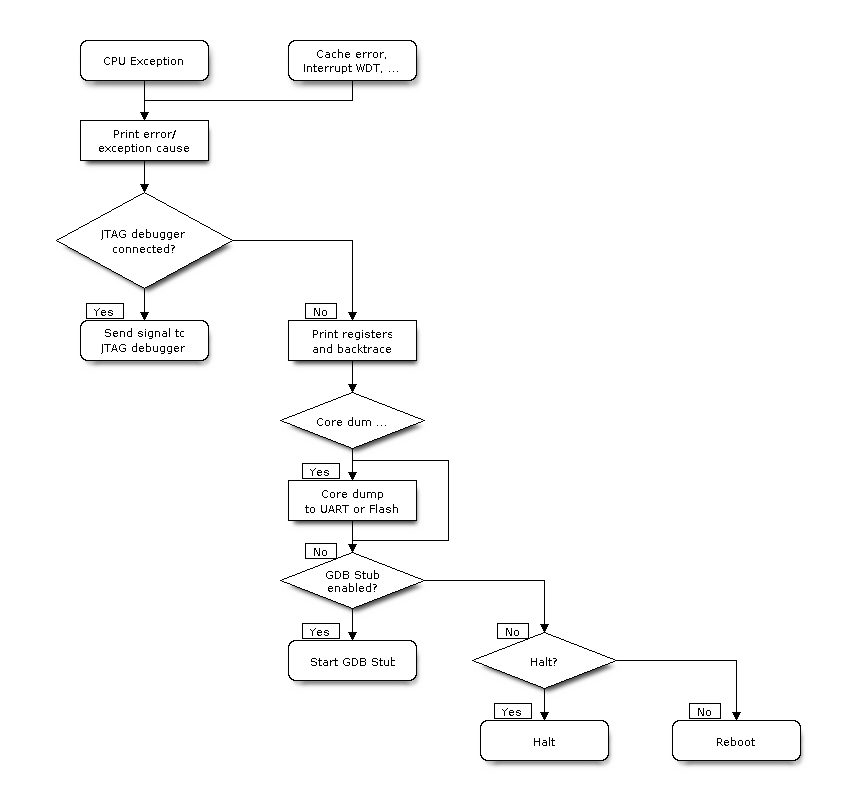 CPU Exception
Cache error,
Interrupt WDT, ...
Print error/
exception cause
JTAG debugger
connected?
Yes
No
Send signal to
JTAG debugger
Print registers
and backtrace
Core dum ...
Yes
Core dump
to UART or Flash
No
GDB Stub
enabled?
Yes
No
Start GDB Stub
Halt?
Yes
No
Halt
Reboot